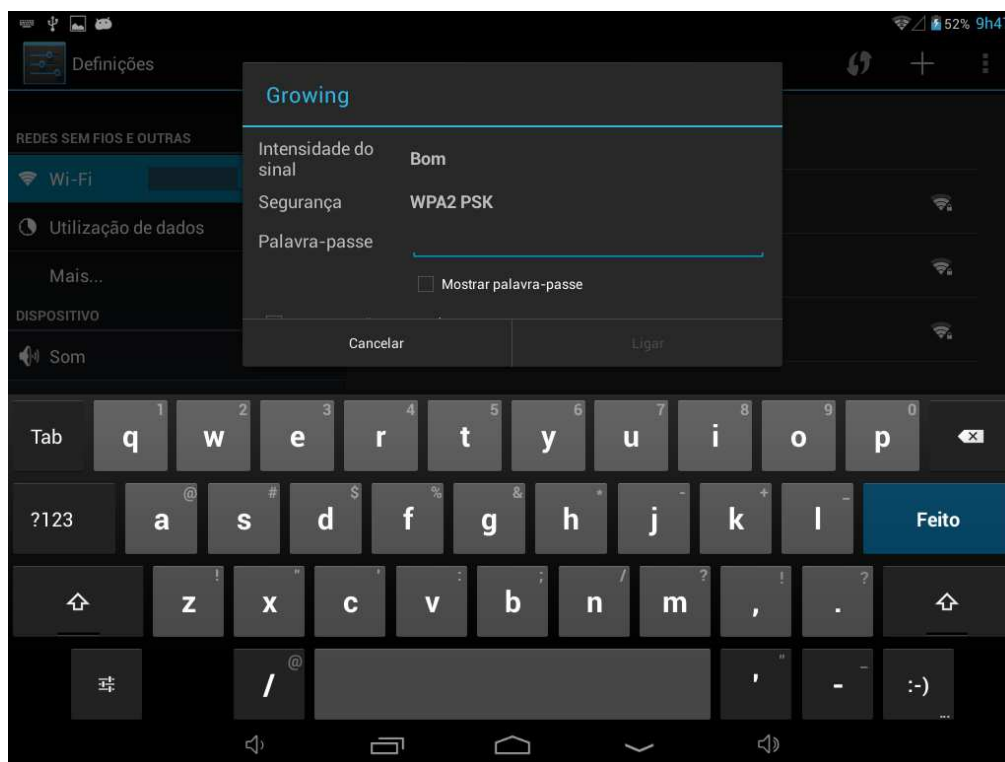 52% 9h47
Definições
Growing
REDES SEM FIOS E OUTRAS
Intensidade do
sinal
Bom
Wi-Fi
Segurança
WPA2 PSK
Utilização de dados
Palavra-passe
Mais...
Mostrar palavra-passe
DISPOSITIVO
Cancelar
Ligar
Som
1 2 3 4 5 6 7 8 9 0
Tab q w e r t y u i o p
@ # $ % & * - + _
?123 a s d f g h j k l Feito
! " ' : ; / ? ! ?
z x c v b n m , .
@ " _
/ ' - :-)
...